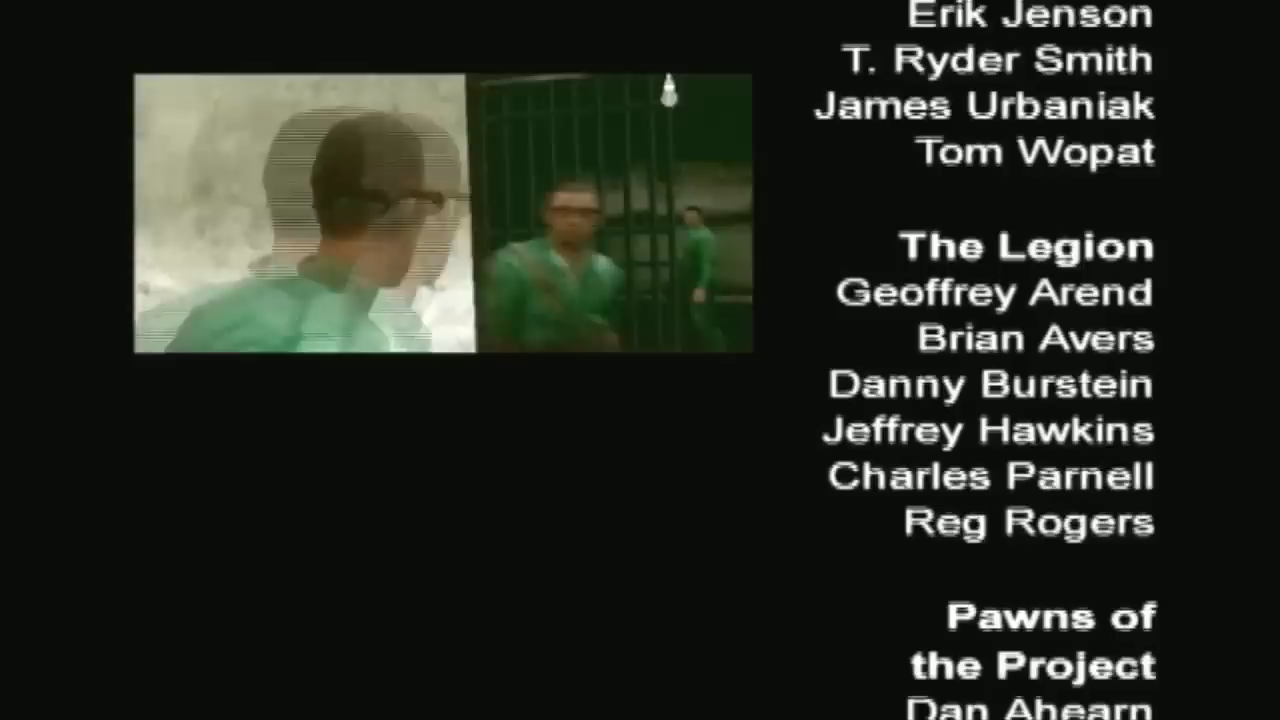 Erik Jenson
T. Ryder Smith
James Urbaniak
Tom Wopat
The Legion
Geoffrey Arend
Brian Avers
Danny Burstein
Jeffrey Hawkins
Charles Parnell
Reg Rogers
Pawns of
the Project
Dan Ahearn